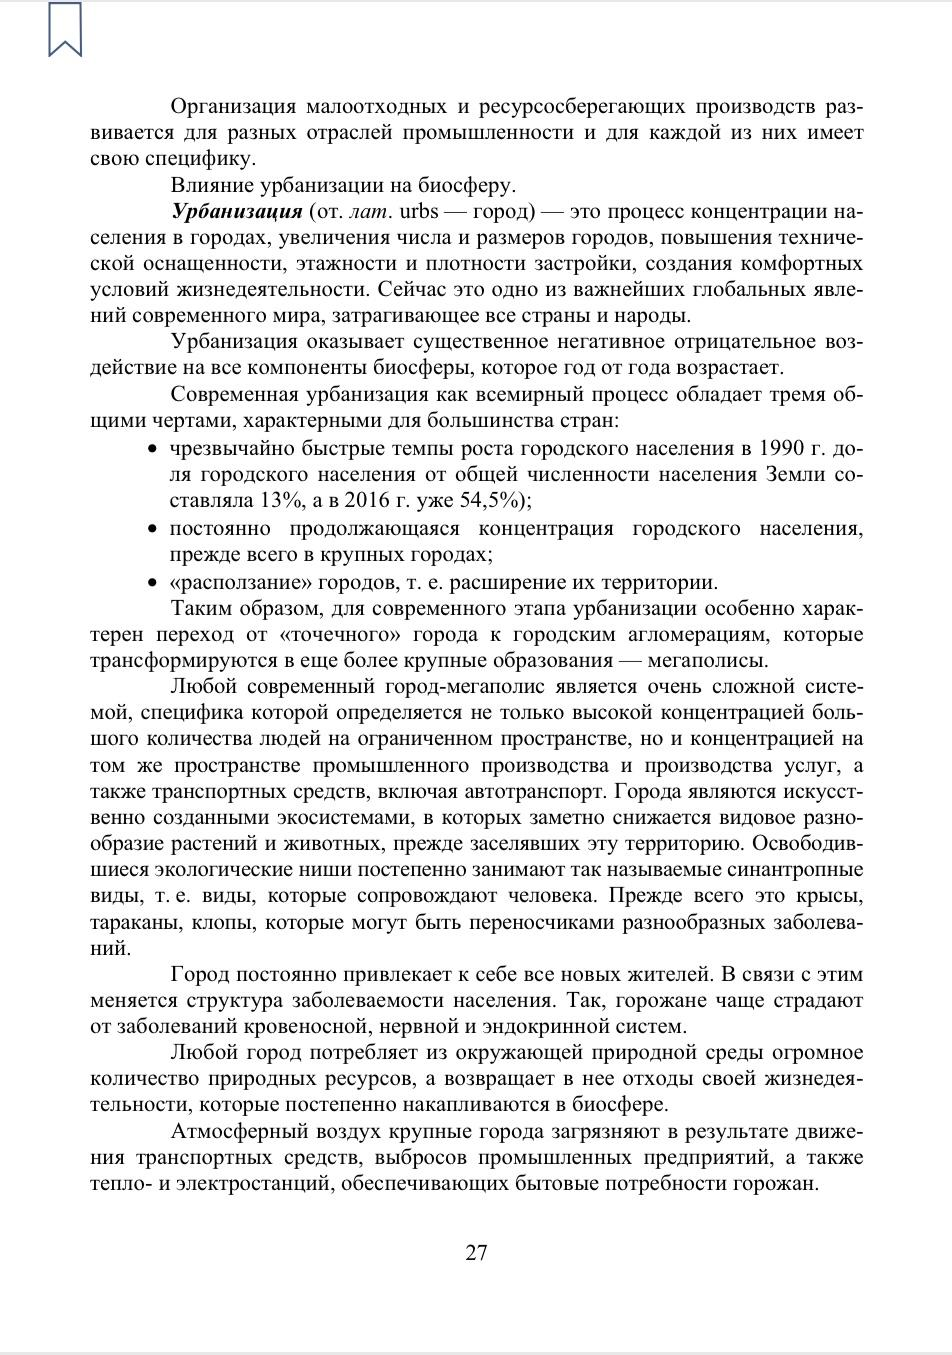 Организация малоотходных и ресурсосберегающих производств раз-
вивается для разных отраслей промышленности и для каждой из них имеет
свою специфику.
Влияние урбанизации на биосферу.
Урбанизация (от. лат. urbs — город) — это процесс концентрации на-
селения в городах, увеличения числа и размеров городов, повышения техниче-
ской оснащенности, этажности и плотности застройки, создания комфортных
условий жизнедеятельности. Сейчас это одно из важнейших глобальных явле-
ний современного мира, затрагивающее все страны и народы.
Урбанизация оказывает существенное негативное отрицательное воз-
действие на все компоненты биосферы, которое год от года возрастает.
Современная урбанизация как всемирный процесс обладает тремя об-
щими чертами, характерными для большинства стран:
• чрезвычайно быстрые темпы роста городского населения в 1990 г. до-
ля городского населения от общей численности населения Земли со-
ставляла 13%, а в 2016 г. уже 54,5%);
• постоянно продолжающаяся концентрация городского населения,
прежде всего в крупных городах;
• «расползание» городов, т. е. расширение их территории.
Таким образом, для современного этапа урбанизации особенно харак-
терен переход от «точечного» города к городским агломерациям, которые
трансформируются в еще более крупные образования — мегаполисы.
Любой современный город-мегаполис является очень сложной систе-
мой, специфика которой определяется не только высокой концентрацией боль-
шого количества людей на ограниченном пространстве, но и концентрацией на
том же пространстве промышленного производства и производства услуг, а
также транспортных средств, включая автотранспорт. Города являются искусст-
венно созданными экосистемами, в которых заметно снижается видовое разно-
образие растений и животных, прежде заселявших эту территорию. Освободив-
шиеся экологические ниши постепенно занимают так называемые синантропные
виды, т. е. виды, которые сопровождают человека. Прежде всего это крысы,
тараканы, клопы, которые могут быть переносчиками разнообразных заболева-
ний.
Город постоянно привлекает к себе все новых жителей. В связи с этим
меняется структура заболеваемости населения. Так, горожане чаще страдают
от заболеваний кровеносной, нервной и эндокринной систем.
Любой город потребляет из окружающей природной среды огромное
количество природных ресурсов, а возвращает в нее отходы своей жизнедея-
тельности, которые постепенно накапливаются в биосфере.
Атмосферный воздух крупные города загрязняют в результате движе-
ния транспортных средств, выбросов промышленных предприятий, а также
тепло- и электростанций, обеспечивающих бытовые потребности горожан.
27